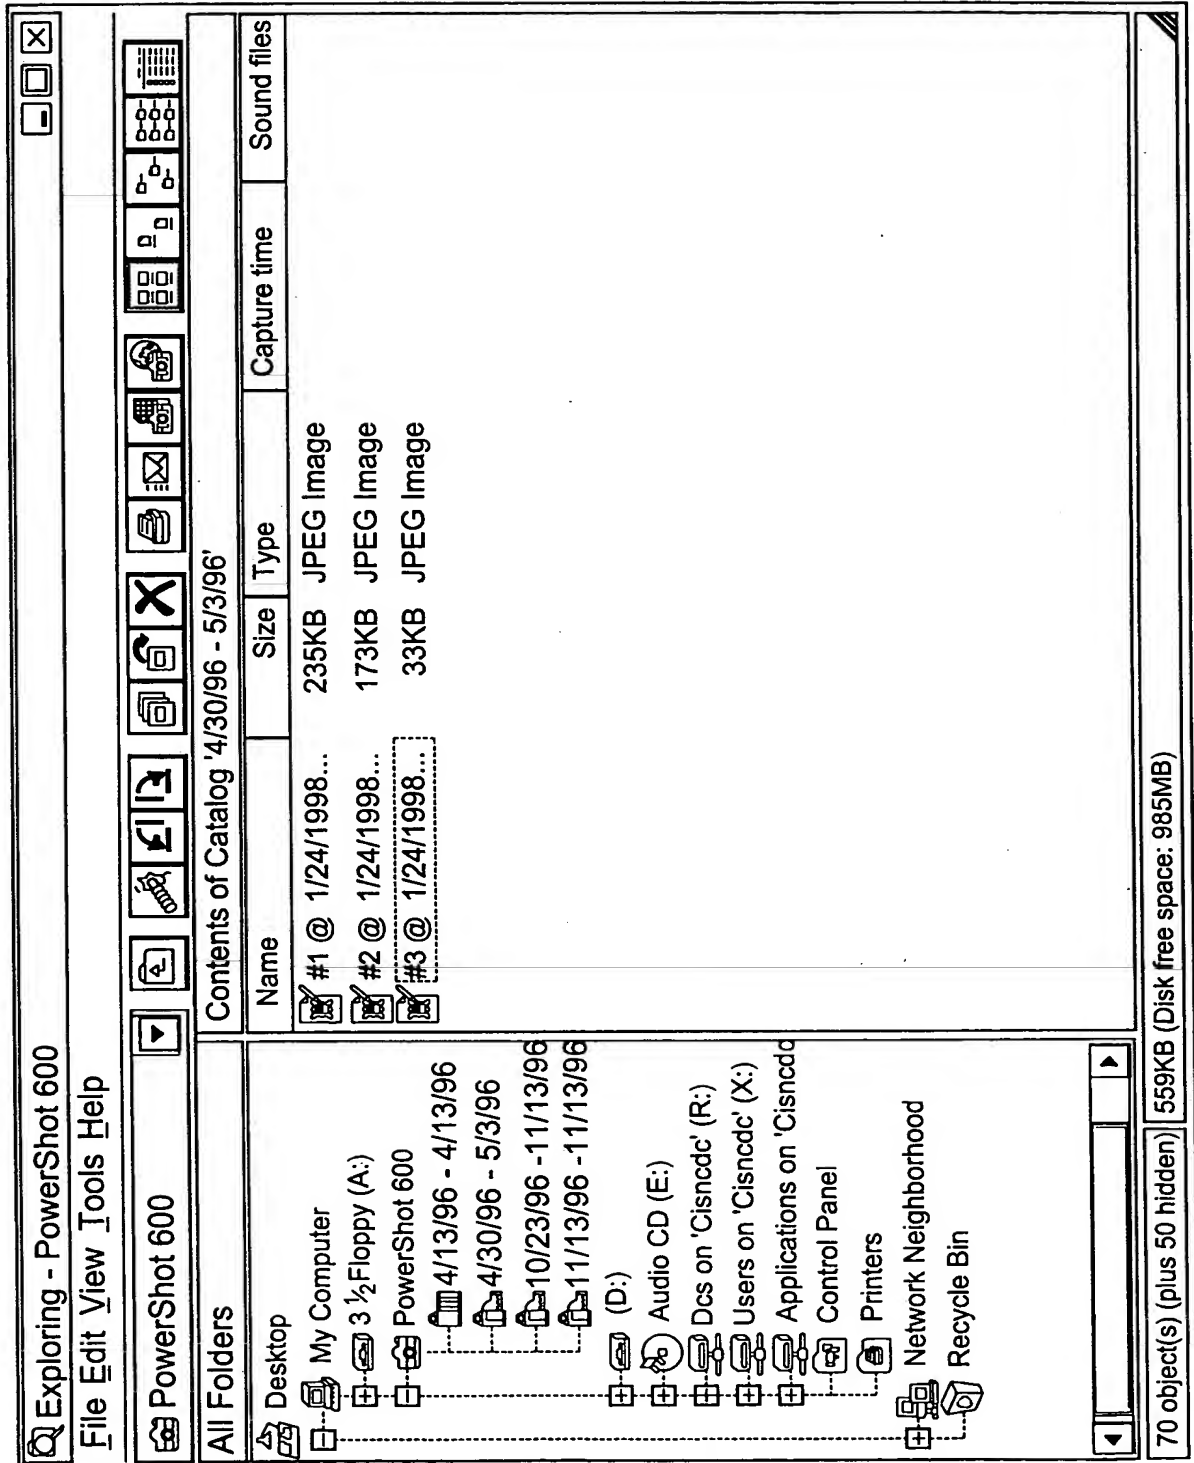 Exploring - PowerShot 600
File Edit View Tools Help
PowerShot 600
All Folders
Desktop
My Computer
3 ½Floppy (A:)
PowerShot 600
4/13/96 - 4/13/96
4/30/96 - 5/3/96
10/23/96 -11/13/96
11/13/96 -11/13/96
(D:)
Audio CD (E:)
Dcs on 'Cisncdc' (R:)
Users on 'Cisncdc' (X:)
Applications on 'Cisncdc
Control Panel
Printers
Network Neighborhood
Recycle Bin
Contents of Catalog '4/30/96 - 5/3/96'
Name Size Type Capture time Sound files
#1 @ 1/24/1998... 235KB JPEG Image
#2 @ 1/24/1998... 173KB JPEG Image
#3 @ 1/24/1998... 33KB JPEG Image
70 object(s) (plus 50 hidden) 559KB (Disk free space: 985MB)